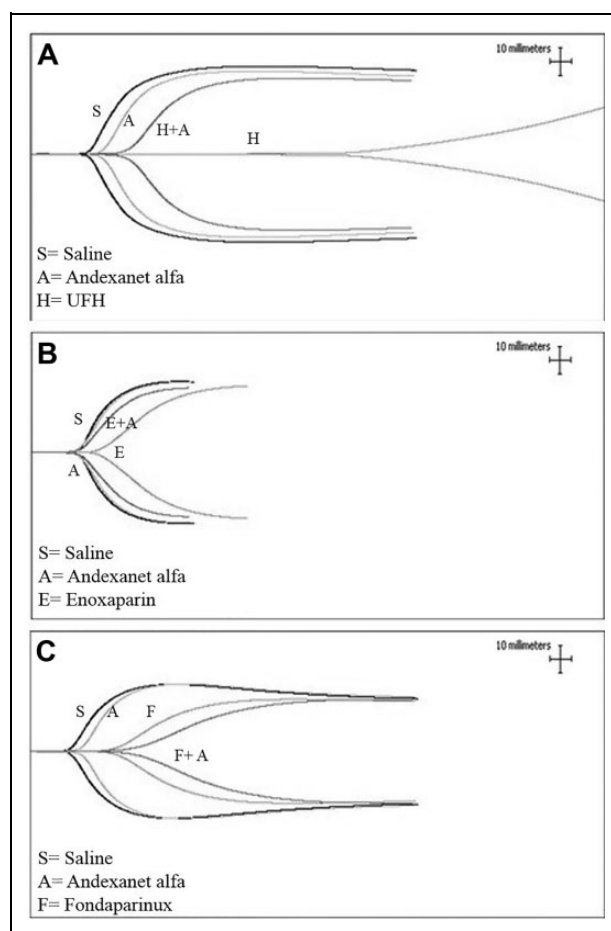 A
10 millimeters
S
A
H+A
H
S= Saline
A= Andexanet alfa
H= UFH
B
10 millimeters
S
E+A
E
A
S= Saline
A= Andexanet alfa
E= Enoxaparin
C
10 millimeters
S
A
F
F+ A
S= Saline
A= Andexanet alfa
F= Fondaparinux